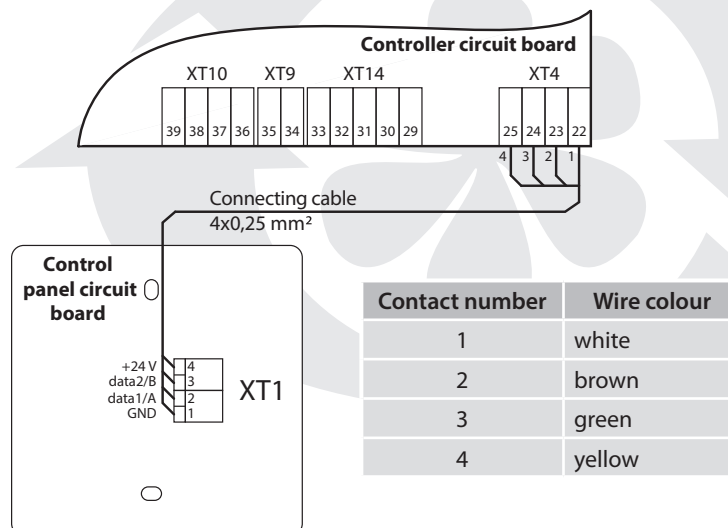 Controller circuit board
XT10 XT9 XT14 XT4
39 38 37 36 35 34 33 32 31 30 29 25 24 23 22
4 3 2 1
Connecting cable
4x0,25 mm²
Control
panel circuit
board
+24 V 4
data2/B 3
data1/A 2
GND 1
XT1
Contact number Wire colour
1 white
2 brown
3 green
4 yellow